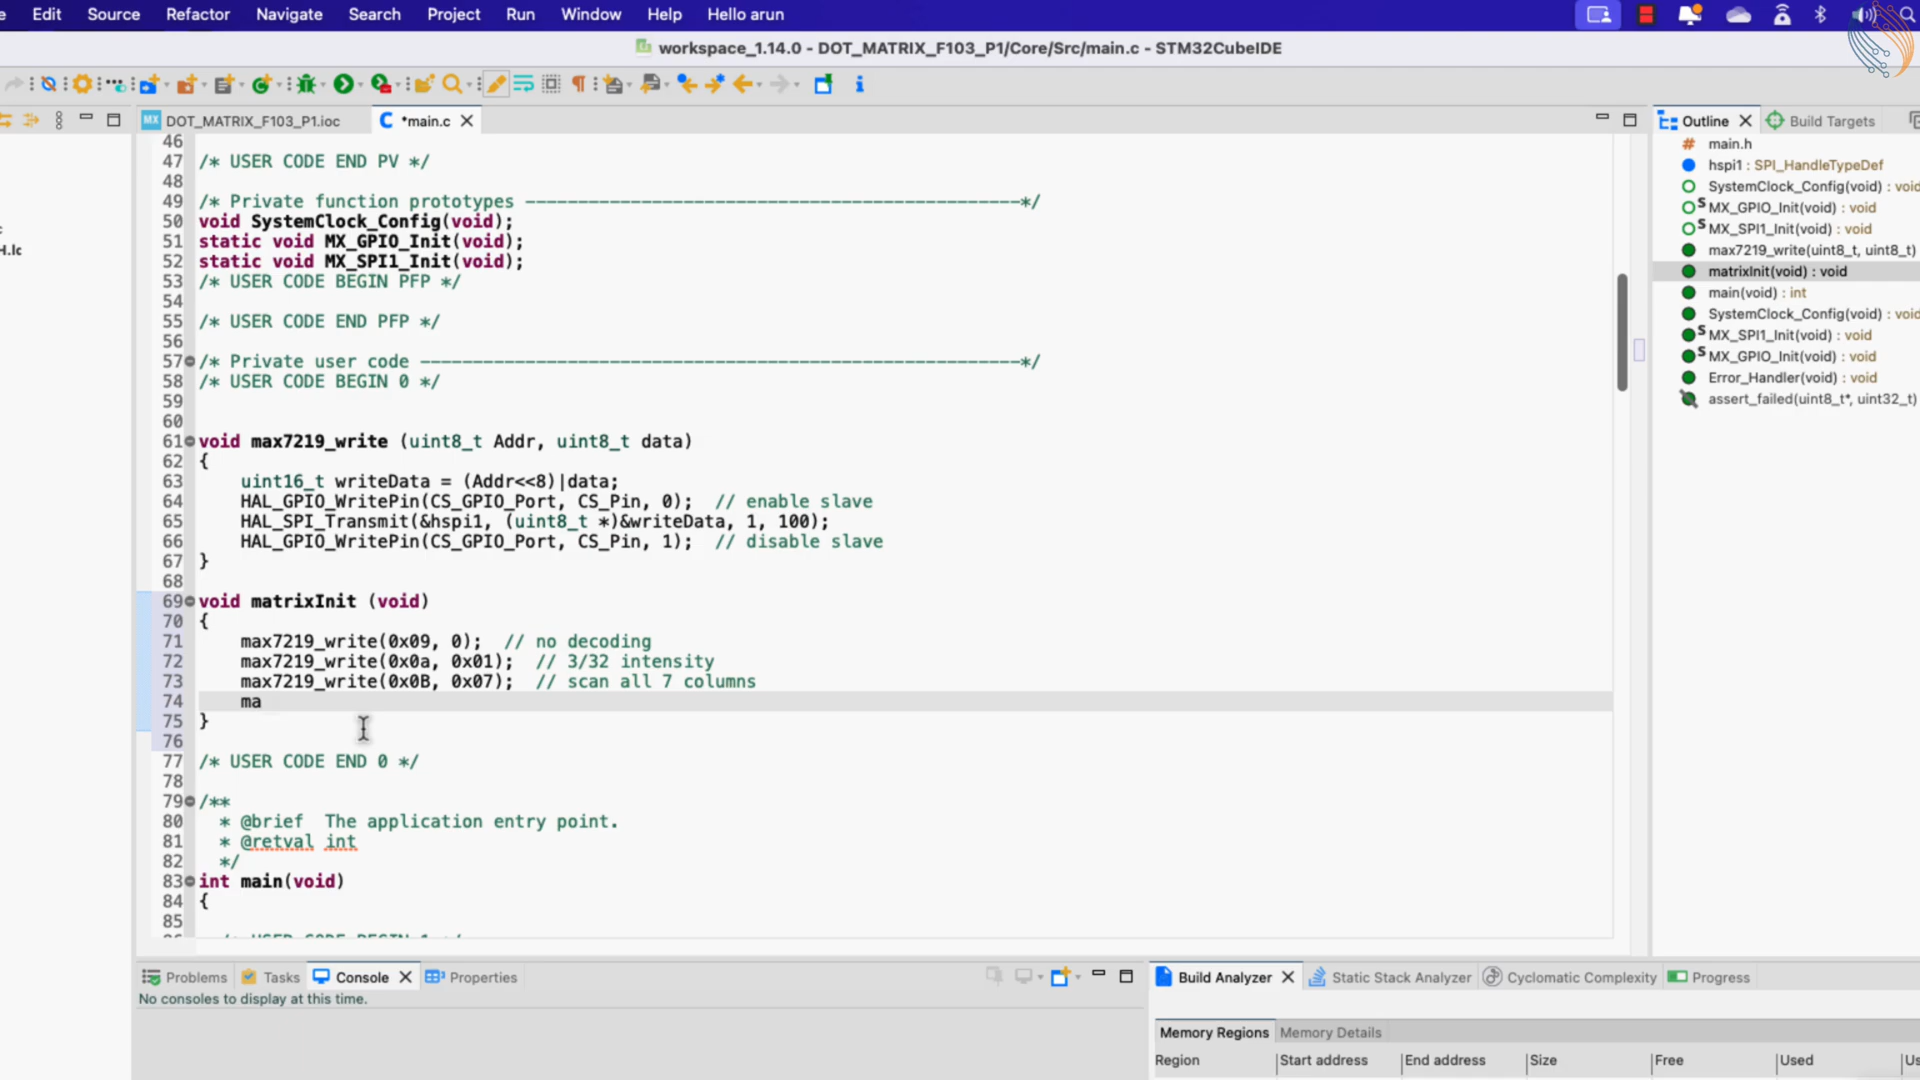 Edit Source Refactor Navigate Search Project Run Window Help Hello arun
workspace_1.14.0 - DOT_MATRIX_F103_P1/Core/Src/main.c - STM32CubeIDE
DOT_MATRIX_F103_P1.ioc *main.c
46
47 /* USER CODE END PV */
48
49 /* Private function prototypes -----------------------------------------------*/
50 void SystemClock_Config(void);
51 static void MX_GPIO_Init(void);
52 static void MX_SPI1_Init(void);
53 /* USER CODE BEGIN PFP */
54
55 /* USER CODE END PFP */
56
57 /* Private user code ---------------------------------------------------------*/
58 /* USER CODE BEGIN 0 */
59
60
61 void max7219_write (uint8_t Addr, uint8_t data)
62 {
63 uint16_t writeData = (Addr<<8)|data;
64 HAL_GPIO_WritePin(CS_GPIO_Port, CS_Pin, 0); // enable slave
65 HAL_SPI_Transmit(&hspi1, (uint8_t *)&writeData, 1, 100);
66 HAL_GPIO_WritePin(CS_GPIO_Port, CS_Pin, 1); // disable slave
67 }
68
69 void matrixInit (void)
70 {
71 max7219_write(0x09, 0); // no decoding
72 max7219_write(0x0a, 0x01); // 3/32 intensity
73 max7219_write(0x0B, 0x07); // scan all 7 columns
74 ma
75 }
76
77 /* USER CODE END 0 */
78
79 /**
80 * @brief The application entry point.
81 * @retval int
82 */
83 int main(void)
84 {
85
H.lc
Outline Build Targets
main.h
hspi1 : SPI_HandleTypeDef
SystemClock_Config(void) : void
MX_GPIO_Init(void) : void
MX_SPI1_Init(void) : void
max7219_write(uint8_t, uint8_t)
matrixInit(void) : void
main(void) : int
SystemClock_Config(void) : void
MX_SPI1_Init(void) : void
MX_GPIO_Init(void) : void
Error_Handler(void) : void
assert_failed(uint8_t*, uint32_t)
Problems Tasks Console Properties
No consoles to display at this time.
Build Analyzer Static Stack Analyzer Cyclomatic Complexity Progress
Memory Regions Memory Details
Region Start address End address Size Free Used Us